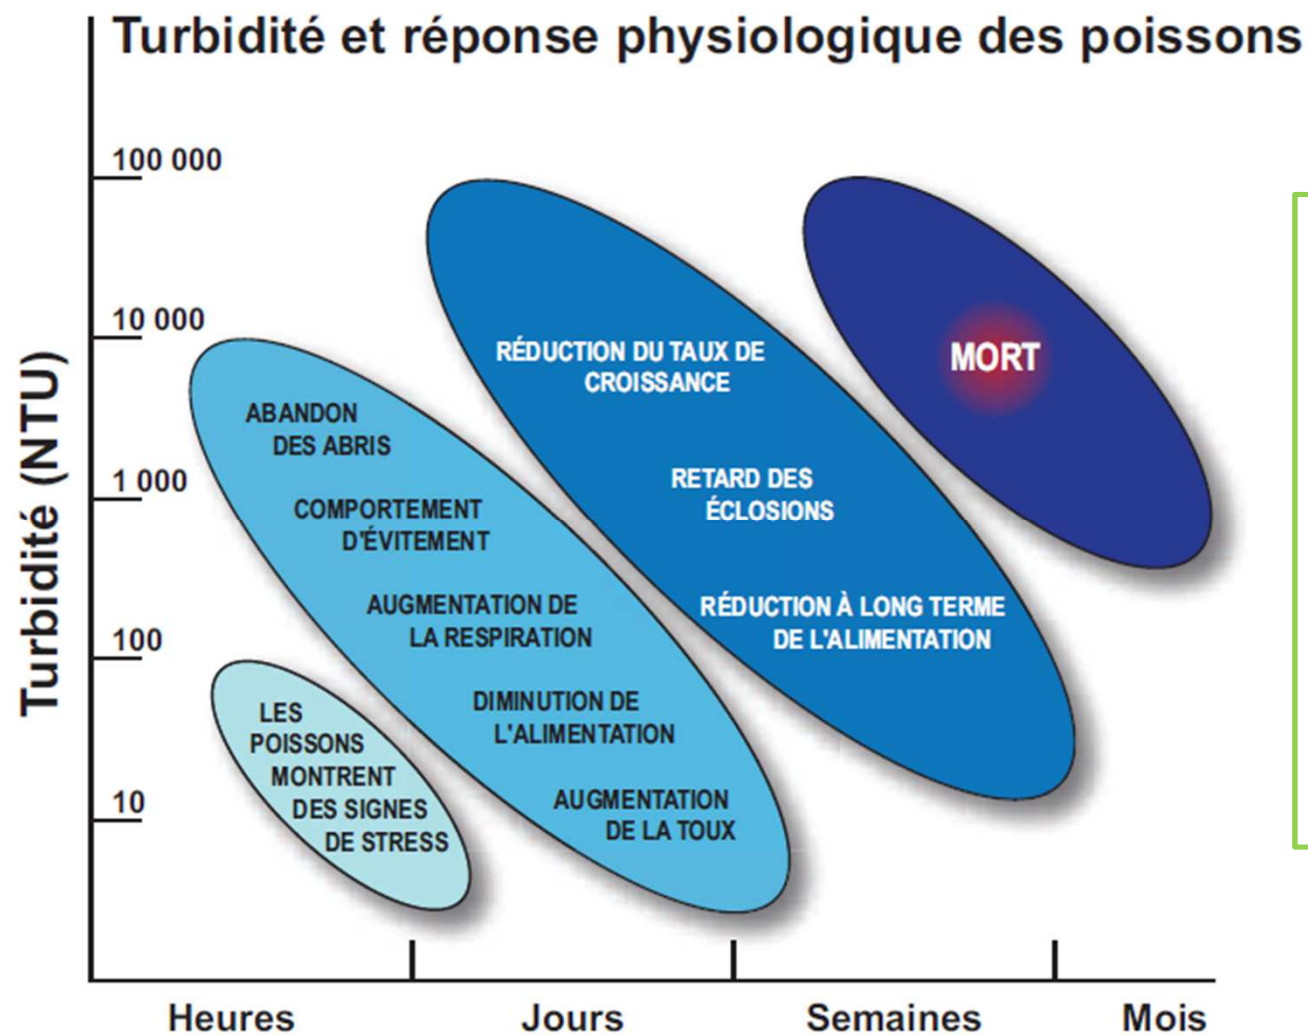 Turbidité et réponse physiologique des poissons
Turbidité (NTU)
100 000
10 000
1 000
100
10
LES
POISSONS
MONTRENT
DES SIGNES
DE STRESS
ABANDON
DES ABRIS
COMPORTEMENT
D'ÉVITEMENT
AUGMENTATION DE
LA RESPIRATION
DIMINUTION DE
L'ALIMENTATION
AUGMENTATION
DE LA TOUX
RÉDUCTION DU TAUX DE
CROISSANCE
RETARD DES
ÉCLOSIONS
RÉDUCTION À LONG TERME
DE L'ALIMENTATION
MORT
Heures Jours Semaines Mois